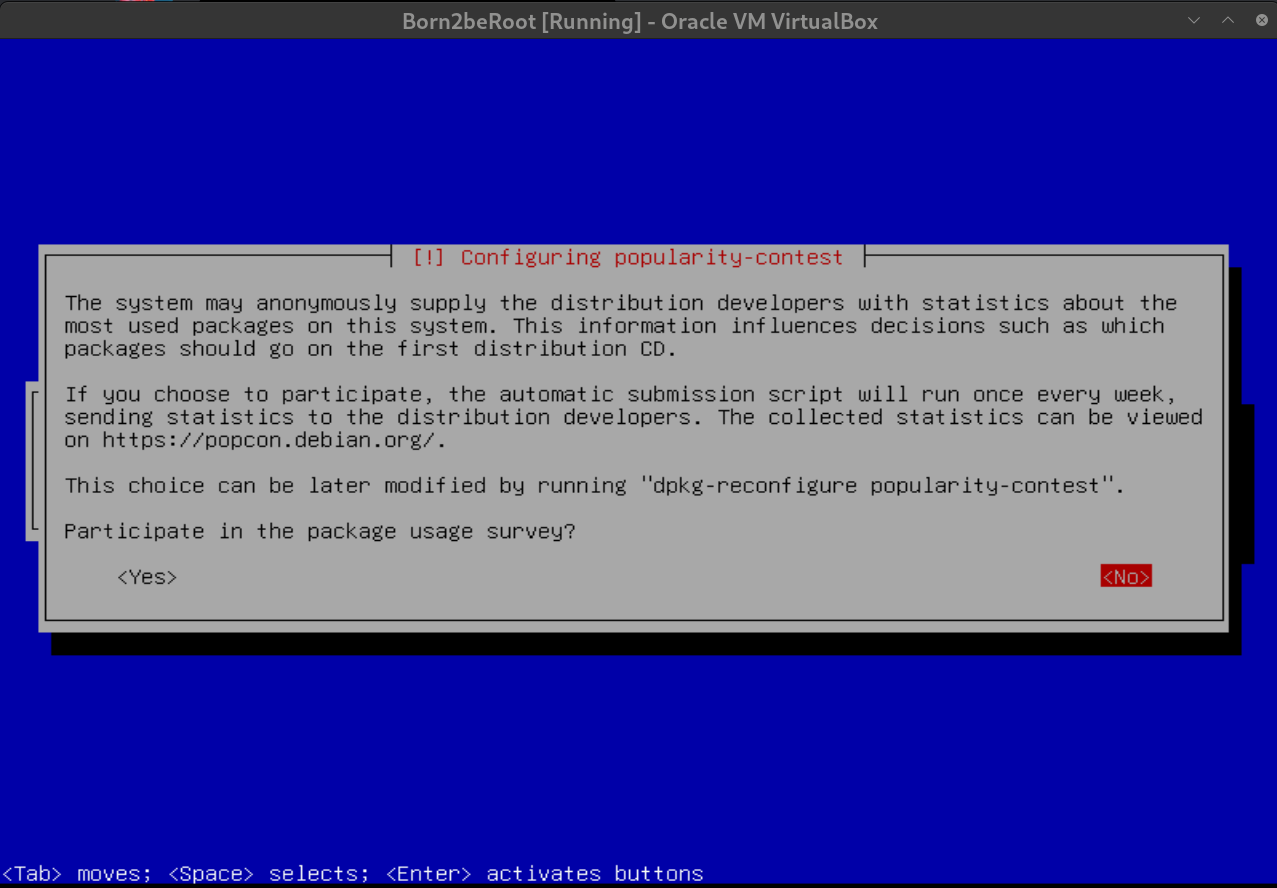 Born2beRoot [Running] - Oracle VM VirtualBox
[!] Configuring popularity-contest
The system may anonymously supply the distribution developers with statistics about the
most used packages on this system. This information influences decisions such as which
packages should go on the first distribution CD.
If you choose to participate, the automatic submission script will run once every week,
sending statistics to the distribution developers. The collected statistics can be viewed
on https://popcon.debian.org/.
This choice can be later modified by running "dpkg-reconfigure popularity-contest".
Participate in the package usage survey?
<Yes> <No>
<Tab> moves; <Space> selects; <Enter> activates buttons